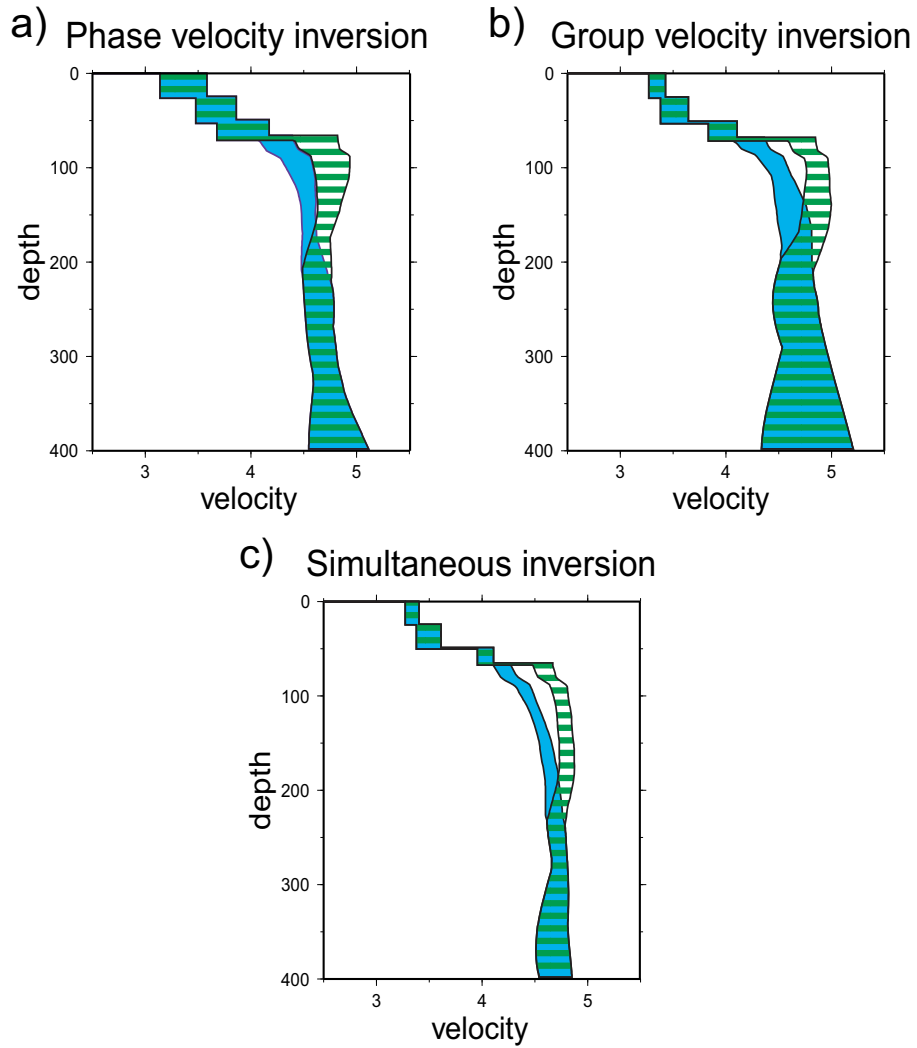 a) Phase velocity inversion
0
100
200
300
400
depth
3 4 5
velocity
b) Group velocity inversion
0
100
200
300
400
depth
3 4 5
velocity
c) Simultaneous inversion
0
100
200
300
400
depth
3 4 5
velocity